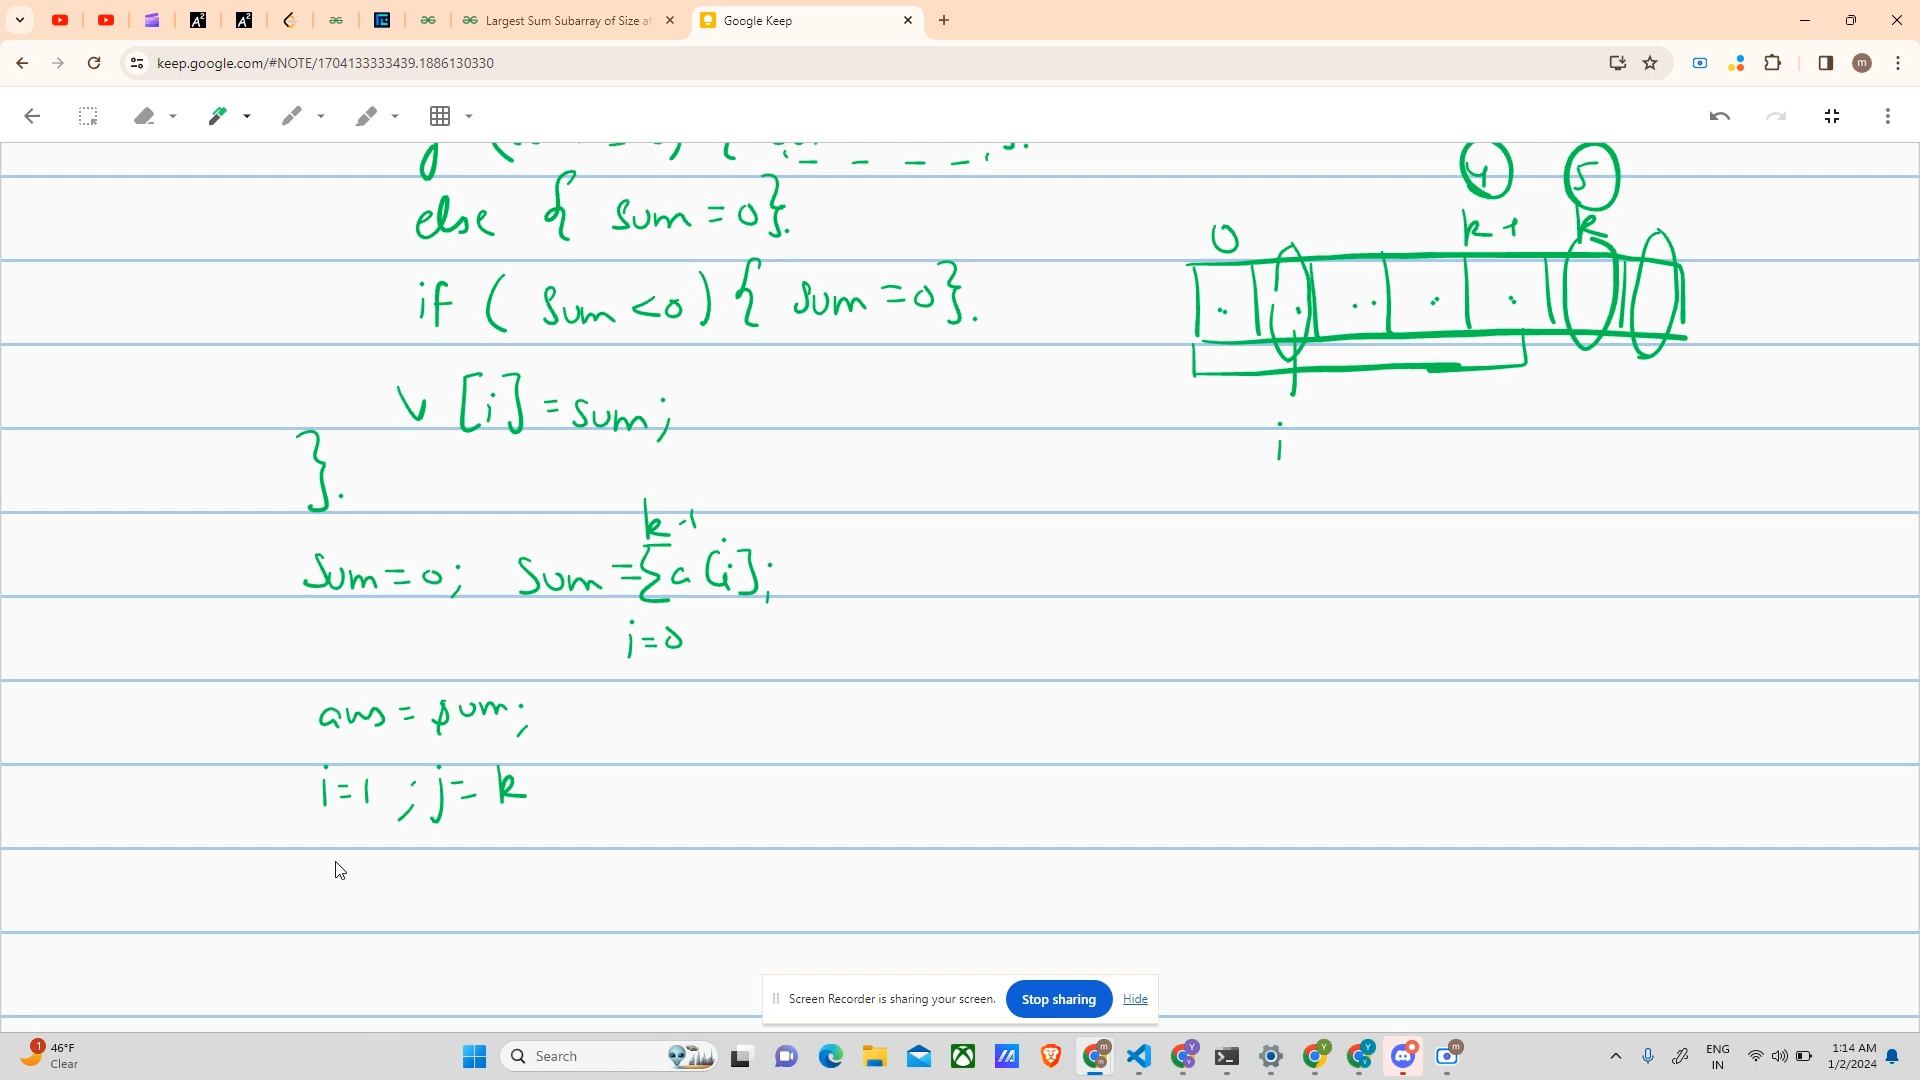 Largest Sum Subarray of Size at
Google Keep
keep.google.com/#NOTE/1704133333439.1886130330
m
else { sum = 0}.
if ( sum < 0) { sum = 0}.
v [i] = sum;
}.
k-1
Sum = 0; Sum = Σ a [i];
i = 0
ans = sum;
i = 1 ; j = k
4 5
0 k
i
Screen Recorder is sharing your screen. Stop sharing Hide
1 46°F
Clear
Search
ENG
IN
1:14 AM
1/2/2024